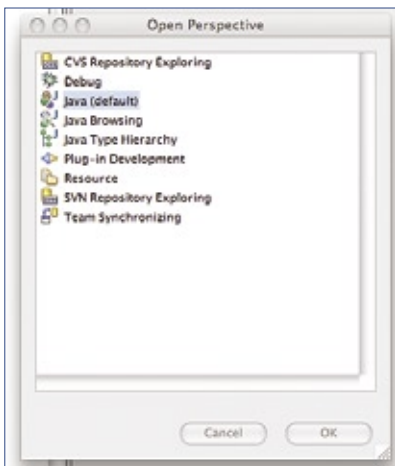 Open Perspective
CVS Repository Exploring
Debug
Java (default)
Java Browsing
Java Type Hierarchy
Plug-in Development
Resource
SVN Repository Exploring
Team Synchronizing
Cancel
OK